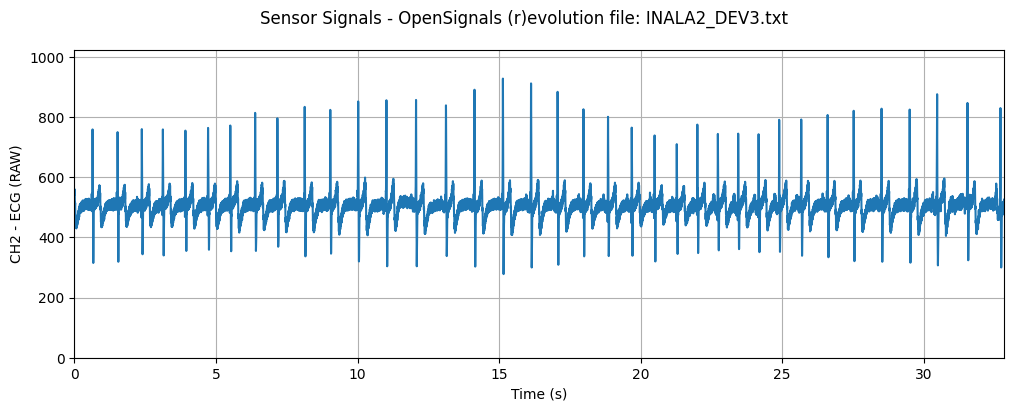 Sensor Signals - OpenSignals (r)evolution file: INALA2_DEV3.txt
CH2 - ECG (RAW)
1000
800
600
400
200
0
0 5 10 15 20 25 30
Time (s)